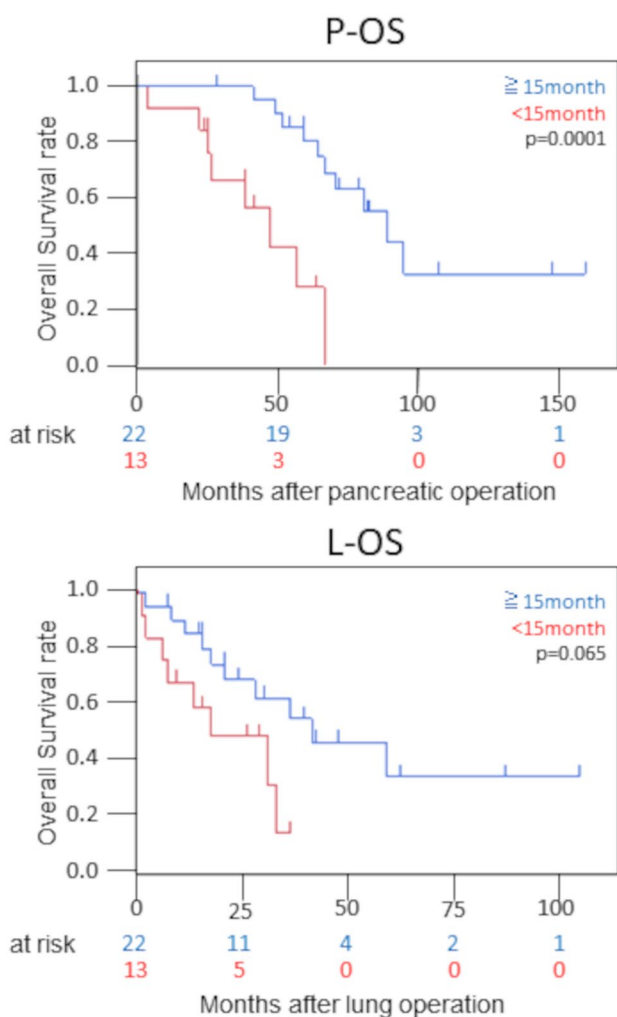 P-OS
Overall Survival rate
1.0
0.8
0.6
0.4
0.2
0.0
≧ 15month
<15month
p=0.0001
0 50 100 150
at risk 22 19 3 1
13 3 0 0
Months after pancreatic operation
L-OS
Overall Survival rate
1.0
0.8
0.6
0.4
0.2
0.0
≧ 15month
<15month
p=0.065
0 25 50 75 100
at risk 22 11 4 2 1
13 5 0 0 0
Months after lung operation